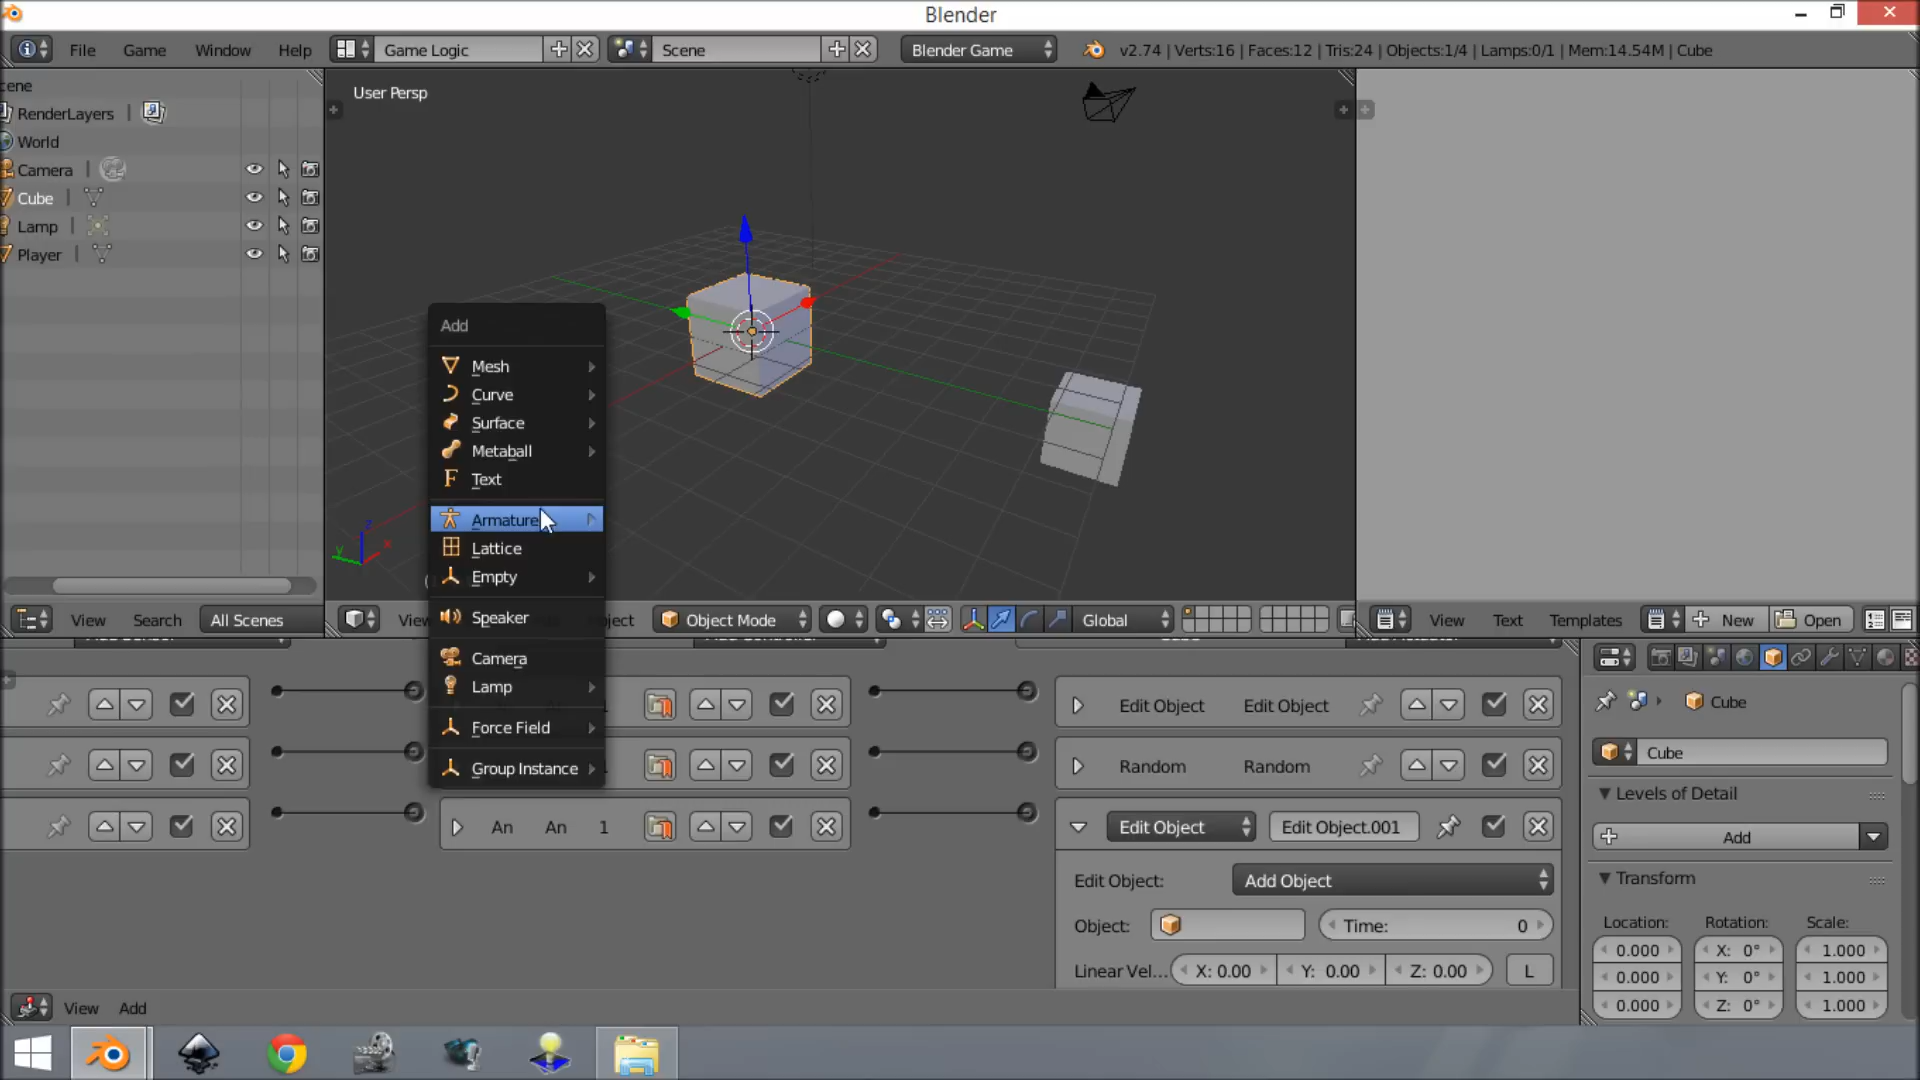 Blender
File Game Window Help Game Logic Scene Blender Game v2.74 | Verts:16 | Faces:12 | Tris:24 | Objects:1/4 | Lamps:0/1 | Mem:14.54M | Cube
cene
RenderLayers
World
Camera
Cube
Lamp
Player
User Persp
Add
Mesh
Curve
Surface
Metaball
Text
Armature
Lattice
Empty
Speaker
Camera
Lamp
Force Field
Group Instance
z
y
x
View Search All Scenes
Object Mode Global
View Text Templates New Open
Edit Object Edit Object
Random Random
An An 1
Edit Object Edit Object.001
Edit Object: Add Object
Object: Time: 0
Linear Vel... X: 0.00 Y: 0.00 Z: 0.00 L
Cube
Cube
Levels of Detail
Add
Transform
Location: Rotation: Scale:
0.000 X: 0° 1.000
0.000 Y: 0° 1.000
0.000 Z: 0° 1.000
View Add